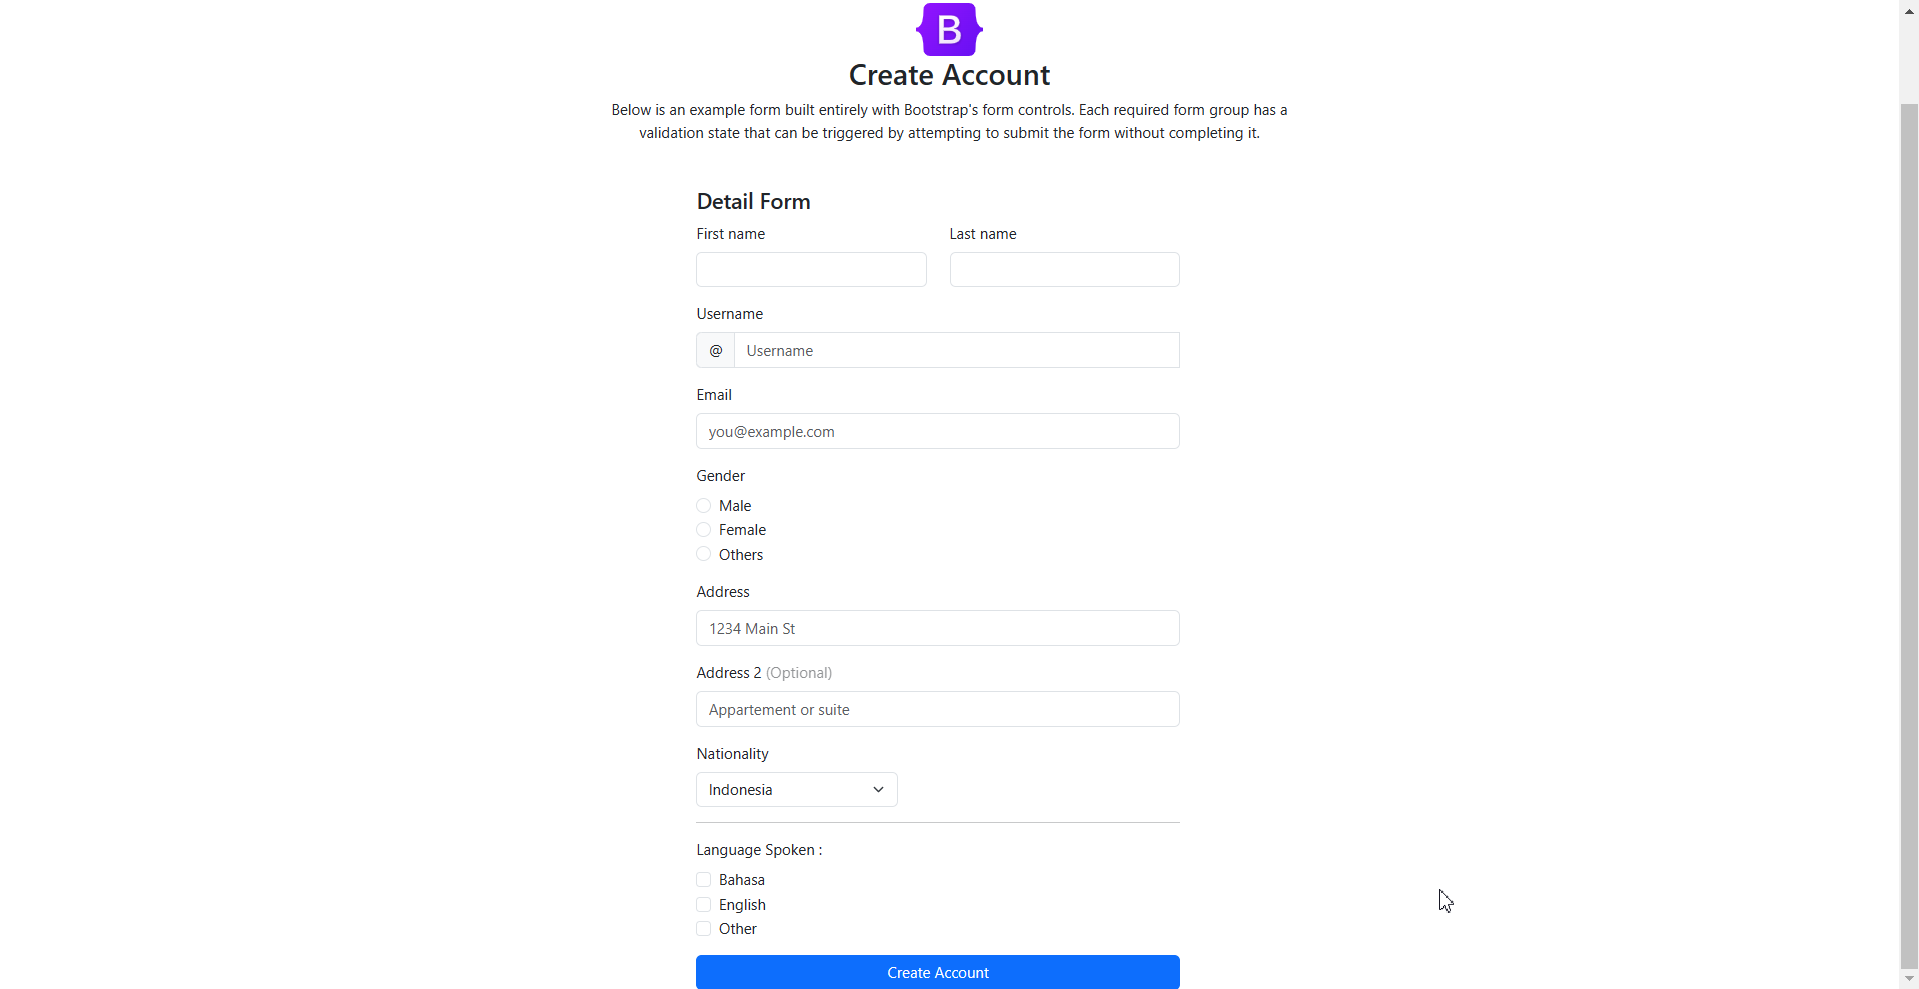 B
Create Account
Below is an example form built entirely with Bootstrap's form controls. Each required form group has a
validation state that can be triggered by attempting to submit the form without completing it.
Detail Form
First name Last name
Username
@ Username
Email
you@example.com
Gender
Male
Female
Others
Address
1234 Main St
Address 2 (Optional)
Appartement or suite
Nationality
Indonesia
Language Spoken :
Bahasa
English
Other
Create Account